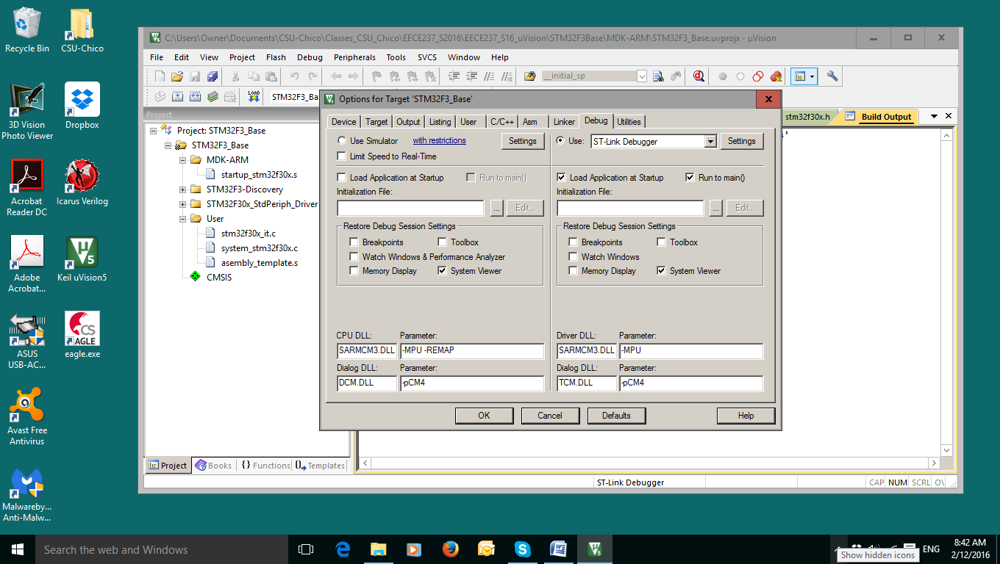 Recycle Bin
CSU-Chico
3D Vision
Photo Viewer
Dropbox
Acrobat
Reader DC
Icarus Verilog
Adobe
Acrobat...
Keil uVision5
ASUS
USB-AC...
CS
EAGLE
eagle.exe
Avast Free
Antivirus
Malwareby...
Anti-Malw...
C:\Users\Owner\Documents\CSU-Chico\Classes_CSU_Chico\EECE237_S2016\EECE237_S16_uVision\STM32F3Base\MDK-ARM\STM32F3_Base.uvprojx - µVision
File Edit View Project Flash Debug Peripherals Tools SVCS Window Help
__initial_sp
LOAD
STM32F3_Ba
Project
Project: STM32F3_Base
STM32F3_Base
MDK-ARM
startup_stm32f30x.s
STM32F3-Discovery
STM32F30x_StdPeriph_Driver
User
stm32f30x_it.c
system_stm32f30x.c
asembly_template.s
CMSIS
Project Books {} Functions 0 Templates
stm32f30x.h Build Output
Options for Target 'STM32F3_Base'
Device Target Output Listing User C/C++ Asm Linker Debug Utilities
Use Simulator with restrictions Settings
Limit Speed to Real-Time
Load Application at Startup Run to main()
Initialization File:
... Edit...
Restore Debug Session Settings
Breakpoints Toolbox
Watch Windows & Performance Analyzer
Memory Display System Viewer
CPU DLL: Parameter:
SARMCM3.DLL -MPU -REMAP
Dialog DLL: Parameter:
DCM.DLL -pCM4
Use: ST-Link Debugger Settings
Load Application at Startup Run to main()
Initialization File:
... Edit...
Restore Debug Session Settings
Breakpoints Toolbox
Watch Windows
Memory Display System Viewer
Driver DLL: Parameter:
SARMCM3.DLL -MPU
Dialog DLL: Parameter:
TCM.DLL -pCM4
OK Cancel Defaults Help
ST-Link Debugger
CAP NUM SCRL OV
Search the web and Windows
Show hidden icons
ENG
8:42 AM
2/12/2016